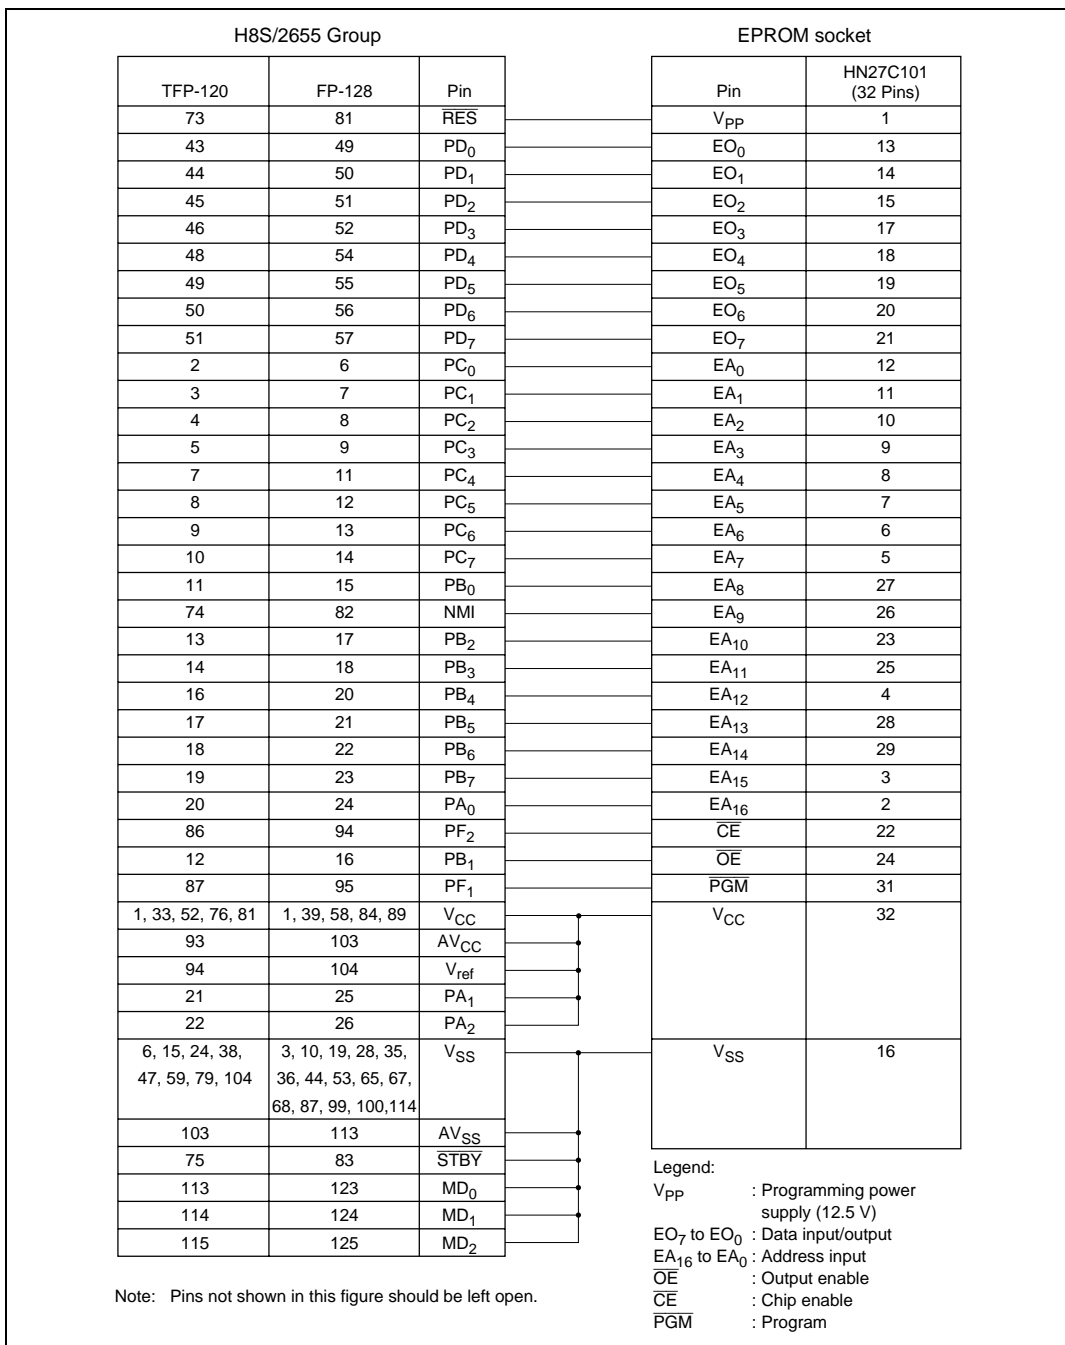 H8S/2655 Group EPROM socket
TFP-120 FP-128 Pin Pin HN27C101 (32 Pins)
73 81 RES VPP 1
43 49 PD0 EO0 13
44 50 PD1 EO1 14
45 51 PD2 EO2 15
46 52 PD3 EO3 17
48 54 PD4 EO4 18
49 55 PD5 EO5 19
50 56 PD6 EO6 20
51 57 PD7 EO7 21
2 6 PC0 EA0 12
3 7 PC1 EA1 11
4 8 PC2 EA2 10
5 9 PC3 EA3 9
7 11 PC4 EA4 8
8 12 PC5 EA5 7
9 13 PC6 EA6 6
10 14 PC7 EA7 5
11 15 PB0 EA8 27
74 82 NMI EA9 26
13 17 PB2 EA10 23
14 18 PB3 EA11 25
16 20 PB4 EA12 4
17 21 PB5 EA13 28
18 22 PB6 EA14 29
19 23 PB7 EA15 3
20 24 PA0 EA16 2
86 94 PF2 CE 22
12 16 PB1 OE 24
87 95 PF1 PGM 31
1, 33, 52, 76, 81 1, 39, 58, 84, 89 VCC VCC 32
93 103 AVCC
94 104 Vref
21 25 PA1
22 26 PA2
6, 15, 24, 38, 3, 10, 19, 28, 35, VSS VSS 16
47, 59, 79, 104 36, 44, 53, 65, 67,
68, 87, 99, 100,114
103 113 AVSS
75 83 STBY
113 123 MD0
114 124 MD1
115 125 MD2
Legend:
VPP : Programming power
supply (12.5 V)
EO7 to EO0 : Data input/output
EA16 to EA0 : Address input
OE : Output enable
CE : Chip enable
PGM : Program
Note: Pins not shown in this figure should be left open.